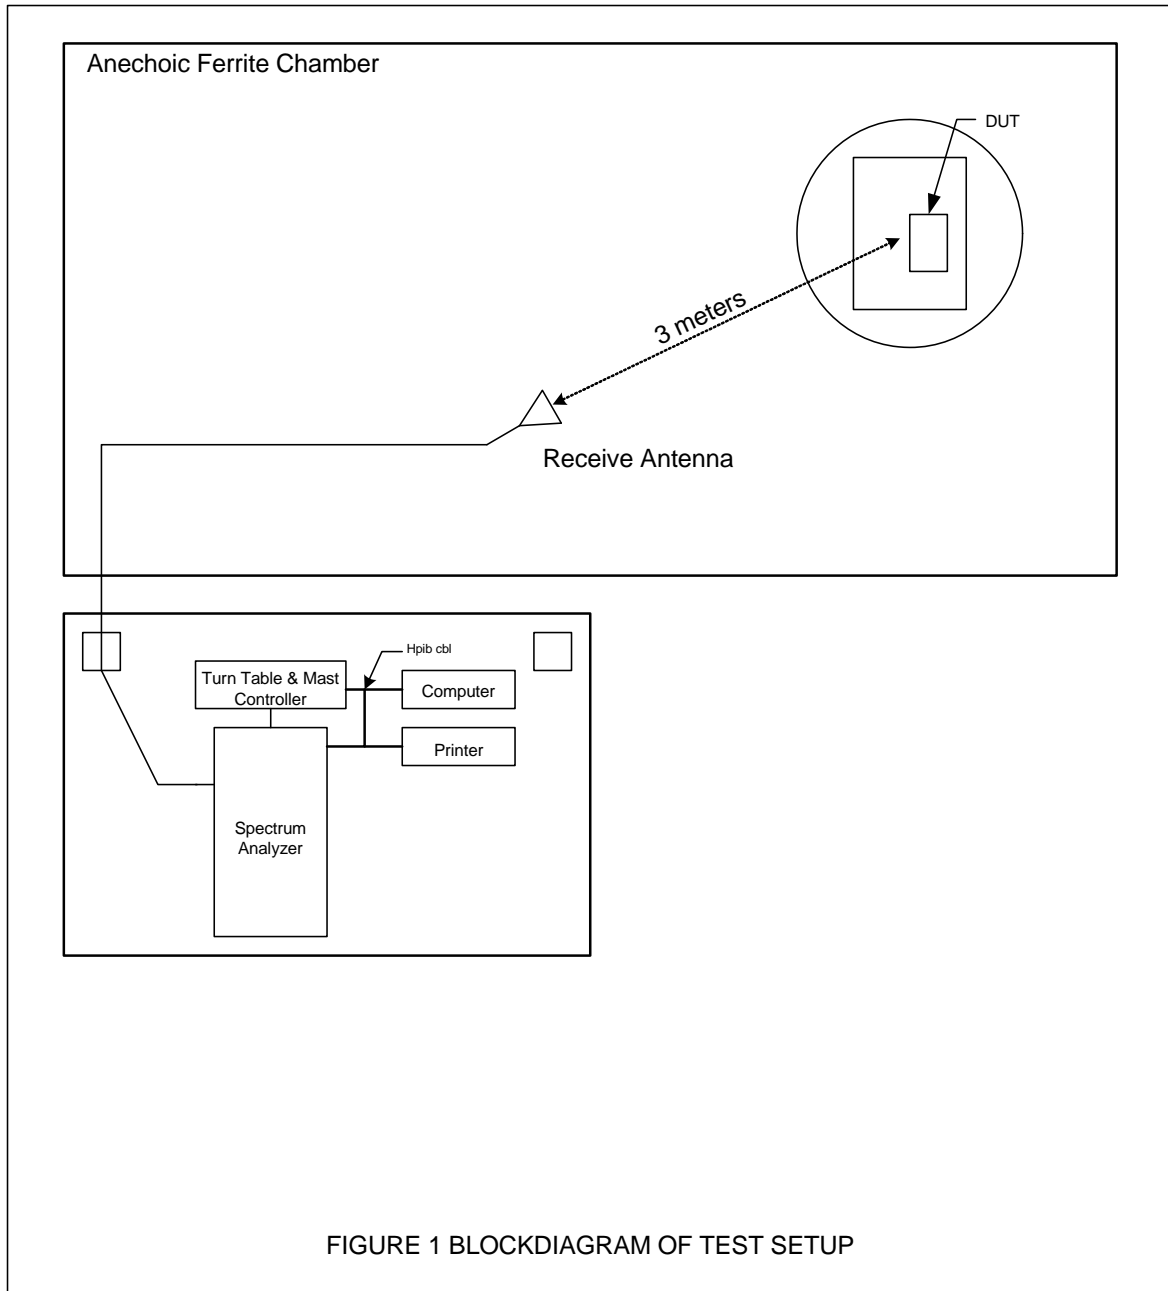 Anechoic Ferrite Chamber
DUT
3 meters
Receive Antenna
Hpib cbl
Turn Table & Mast
Controller
Computer
Printer
Spectrum
Analyzer
FIGURE 1 BLOCKDIAGRAM OF TEST SETUP